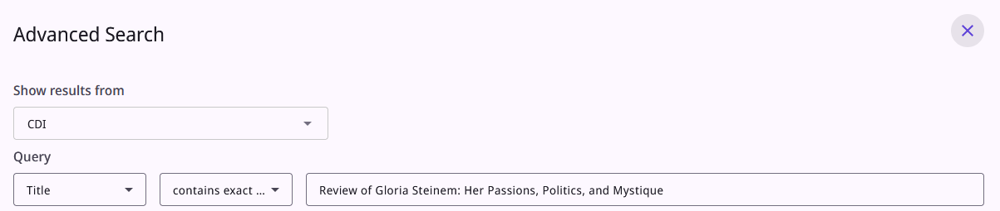 Advanced Search
Show results from
CDI
Query
Title contains exact ... Review of Gloria Steinem: Her Passions, Politics, and Mystique